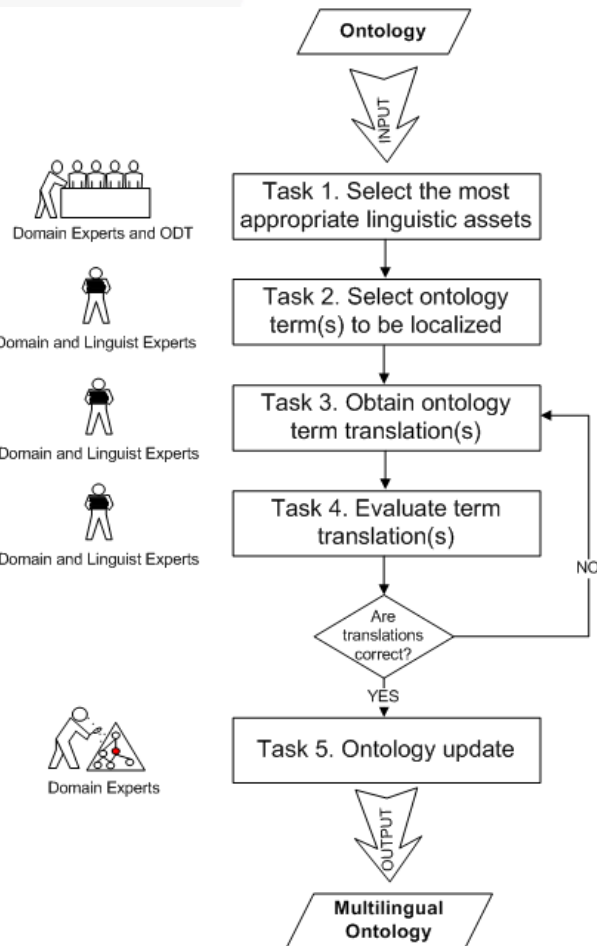 Ontology
INPUT
Task 1. Select the most
appropriate linguistic assets
Domain Experts and ODT
Task 2. Select ontology
term(s) to be localized
Domain and Linguist Experts
Task 3. Obtain ontology
term translation(s)
Domain and Linguist Experts
Task 4. Evaluate term
translation(s)
Domain and Linguist Experts
NO
Are
translations
correct?
YES
Task 5. Ontology update
Domain Experts
OUTPUT
Multilingual
Ontology